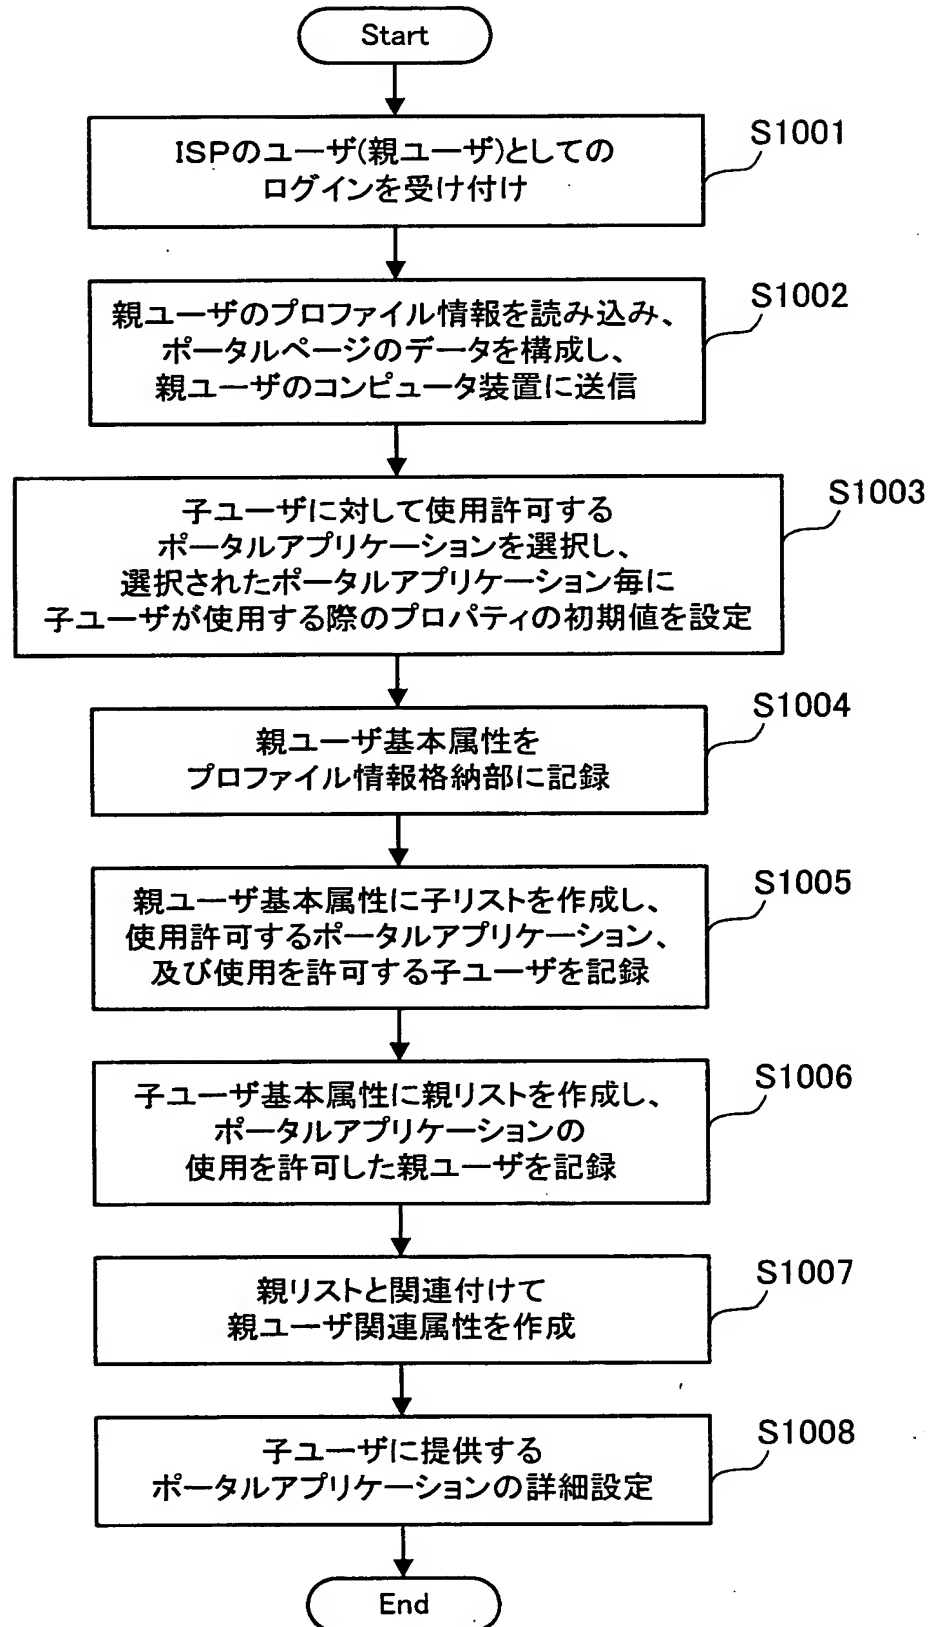 Start
ISPのユーザ(親ユーザ)としての
ログインを受け付け
S1001
親ユーザのプロファイル情報を読み込み、
ポータルページのデータを構成し、
親ユーザのコンピュータ装置に送信
S1002
子ユーザに対して使用許可する
ポータルアプリケーションを選択し、
選択されたポータルアプリケーション毎に
子ユーザが使用する際のプロパティの初期値を設定
S1003
親ユーザ基本属性を
プロファイル情報格納部に記録
S1004
親ユーザ基本属性に子リストを作成し、
使用許可するポータルアプリケーション、
及び使用を許可する子ユーザを記録
S1005
子ユーザ基本属性に親リストを作成し、
ポータルアプリケーションの
使用を許可した親ユーザを記録
S1006
親リストと関連付けて
親ユーザ関連属性を作成
S1007
子ユーザに提供する
ポータルアプリケーションの詳細設定
S1008
End